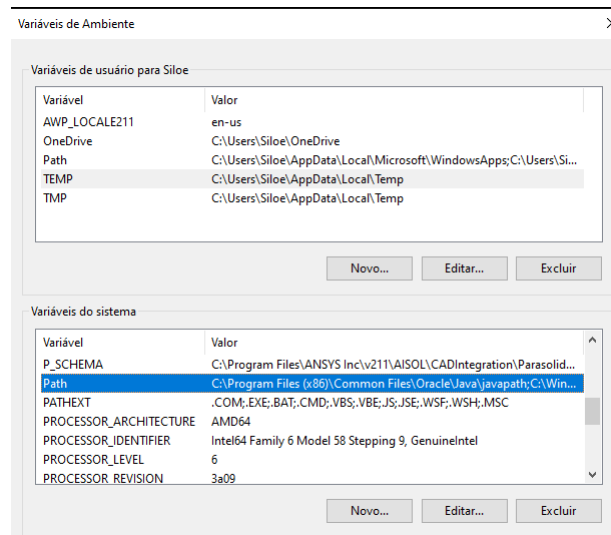 Variáveis de Ambiente
Variáveis de usuário para Siloe
Variável Valor
AWP_LOCALE211 en-us
OneDrive C:\Users\Siloe\OneDrive
Path C:\Users\Siloe\AppData\Local\Microsoft\WindowsApps;C:\Users\Si...
TEMP C:\Users\Siloe\AppData\Local\Temp
TMP C:\Users\Siloe\AppData\Local\Temp
Novo... Editar... Excluir
Variáveis do sistema
Variável Valor
P_SCHEMA C:\Program Files\ANSYS Inc\v211\AISOL\CADIntegration\Parasolid...
Path C:\Program Files (x86)\Common Files\Oracle\Java\javapath;C:\Win...
PATHEXT .COM;.EXE;.BAT;.CMD;.VBS;.VBE;.JS;.JSE;.WSF;.WSH;.MSC
PROCESSOR_ARCHITECTURE AMD64
PROCESSOR_IDENTIFIER Intel64 Family 6 Model 58 Stepping 9, GenuineIntel
PROCESSOR_LEVEL 6
PROCESSOR_REVISION 3a09
Novo... Editar... Excluir